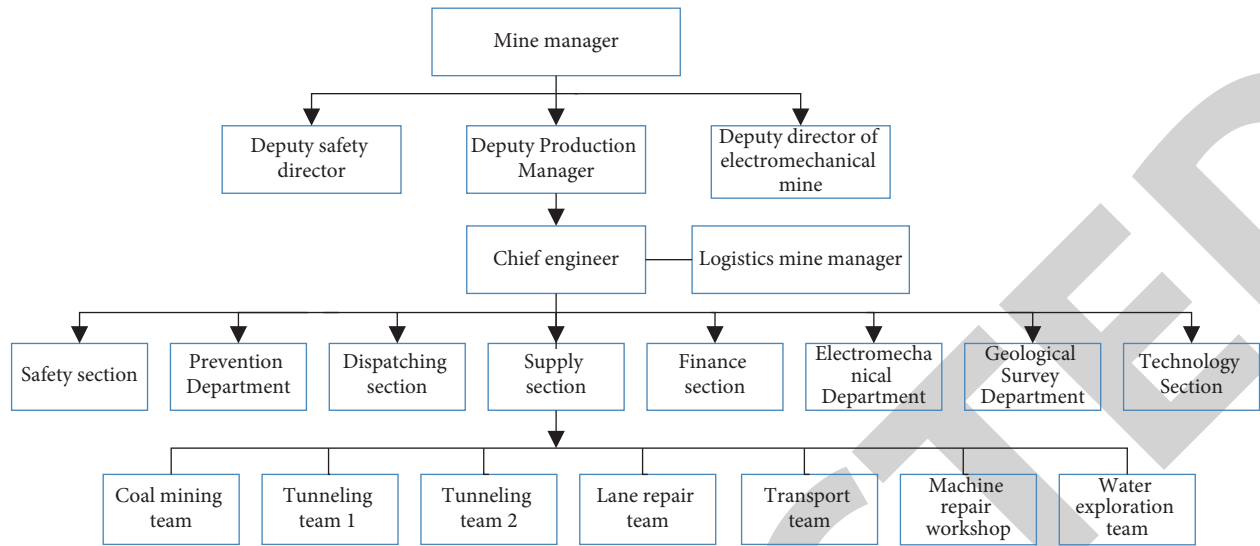 Mine manager
Deputy safety
director
Deputy Production
Manager
Deputy director of
electromechanical
mine
Chief engineer
Logistics mine manager
Safety section
Prevention
Department
Dispatching
section
Supply
section
Finance
section
Electromecha
nical
Department
Geological
Survey
Department
Technology
Section
Coal mining
team
Tunneling
team 1
Tunneling
team 2
Lane repair
team
Transport
team
Machine
repair
workshop
Water
exploration
team
CTED